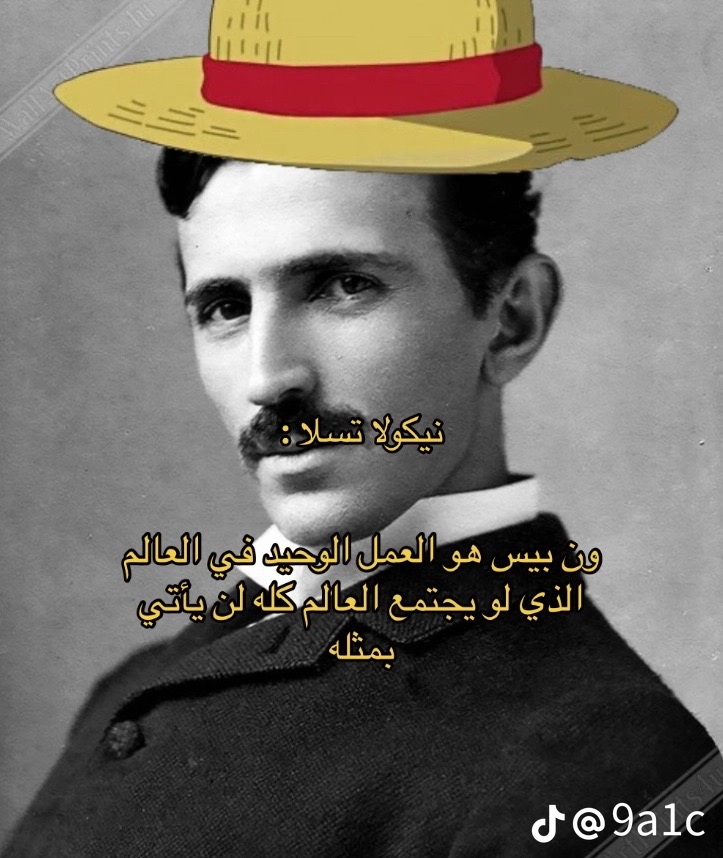 نيكولا تسلا :
ون بيس هو العمل الوحيد في العالم
الذي لو يجتمع العالم كله لن يأتي
بمثله
@9a1c